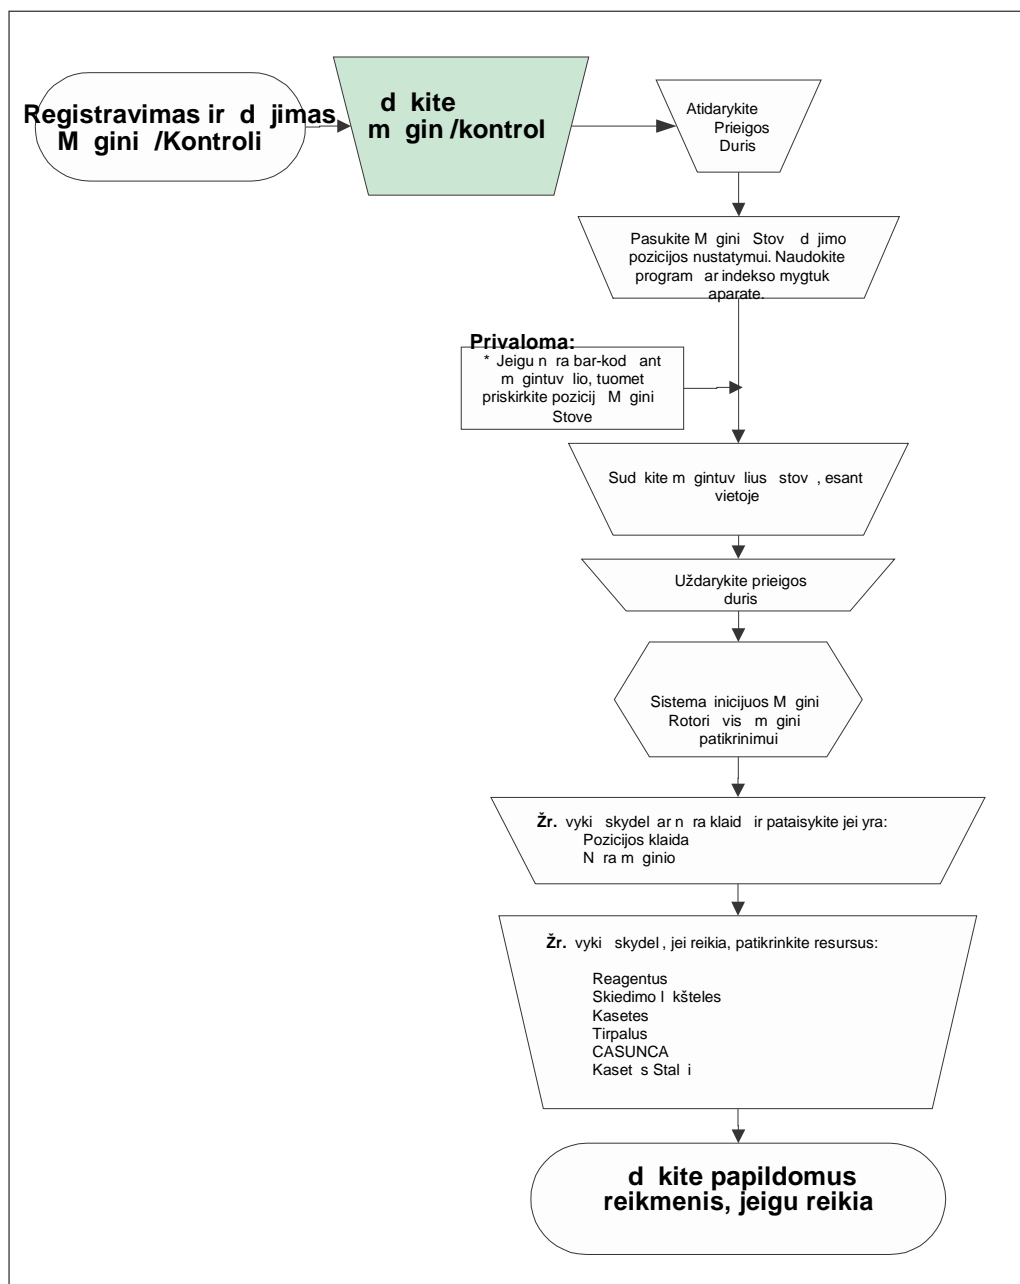 Registravimas ir d jimas
M gini /Kontroli
d kite
m gin /kontrol
Atidarykite
Prieigos
Duris
Pasukite M gini Stov d jimo
pozicijos nustatymui. Naudokite
program ar indekso mygtuk
aparate.
Privaloma:
* Jeigu n ra bar-kod ant
m gintuv lio, tuomet
priskirkite pozicij M gini
Stove
Sud kite m gintuv lius stov , esant
vietoje
Uždarykite prieigos
duris
Sistema inicijuos M gini
Rotori vis m gini
patikrinimui
Žr. vyki skydel ar n ra klaid ir pataisykite jei yra:
Pozicijos klaida
N ra m ginio
Žr. vyki skydel , jei reikia, patikrinkite resursus:
Reagentus
Skiedimo l kšteles
Kasetes
Tirpalus
CASUNCA
Kaset s Stal i
d kite papildomus
reikmenis, jeigu reikia